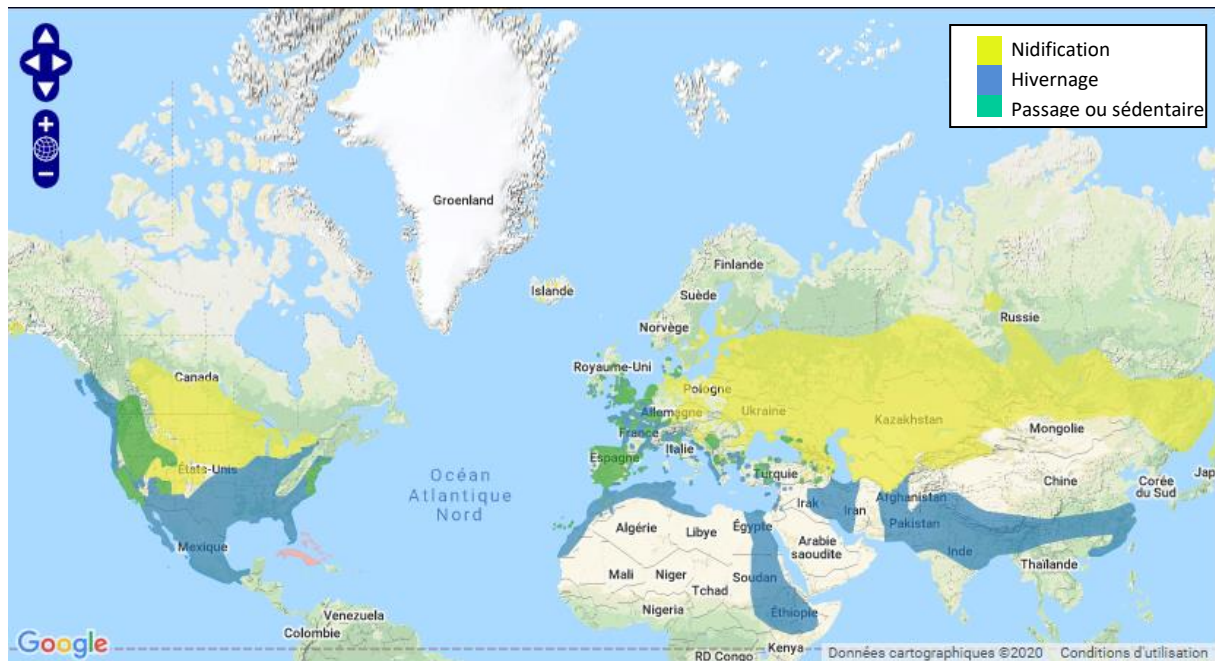 Nidification
Hivernage
Passage ou sédentaire
Groenland
Finlande
Islande
Suède
Russie
Norvège
Royaume-Uni
Canada
Pologne
Allemagne
Ukraine
Kazakhstan
France
Mongolie
Italie
Espagne
États-Unis
Turquie
Chine
Corée
du Sud
Jap
Océan
Atlantique
Nord
Irak
Iran
Afghanistan
Algérie
Libye
Égypte
Pakistan
Arabie
saoudite
Mexique
Inde
Thaïlande
Mali
Niger
Tchad
Soudan
Nigeria
Éthiopie
Venezuela
Colombie
Kenya
RD Congo
Google
Données cartographiques ©2020 Conditions d'utilisation